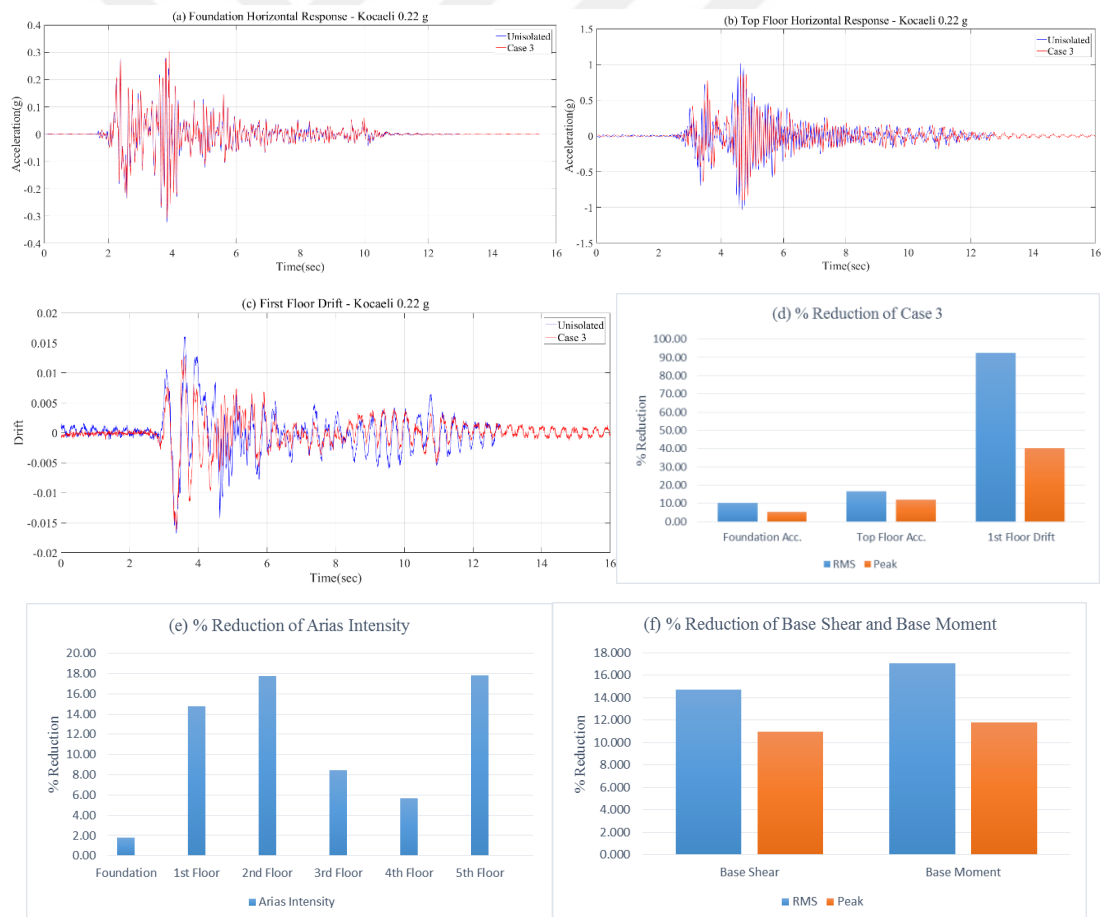 (a) Foundation Horizontal Response - Kocaeli 0.22 g
Unisolated
Case 3
Acceleration(g)
0.4
0.3
0.2
0.1
0
-0.1
-0.2
-0.3
-0.4
0 2 4 6 8 10 12 14 16
Time(sec)
(b) Top Floor Horizontal Response - Kocaeli 0.22 g
Unisolated
Case 3
Acceleration(g)
1.5
1
0.5
0
-0.5
-1
-1.5
0 2 4 6 8 10 12 14 16
Time(sec)
(c) First Floor Drift - Kocaeli 0.22 g
Unisolated
Case 3
Drift
0.02
0.015
0.01
0.005
0
-0.005
-0.01
-0.015
-0.02
0 2 4 6 8 10 12 14 16
Time(sec)
(d) % Reduction of Case 3
% Reduction
100.00
90.00
80.00
70.00
60.00
50.00
40.00
30.00
20.00
10.00
0.00
Foundation Acc. Top Floor Acc. 1st Floor Drift
RMS Peak
(e) % Reduction of Arias Intensity
% Reduction
20.00
18.00
16.00
14.00
12.00
10.00
8.00
6.00
4.00
2.00
0.00
Foundation 1st Floor 2nd Floor 3rd Floor 4th Floor 5th Floor
Arias Intensity
(f) % Reduction of Base Shear and Base Moment
% Reduction
18.000
16.000
14.000
12.000
10.000
8.000
6.000
4.000
2.000
0.000
Base Shear Base Moment
RMS Peak